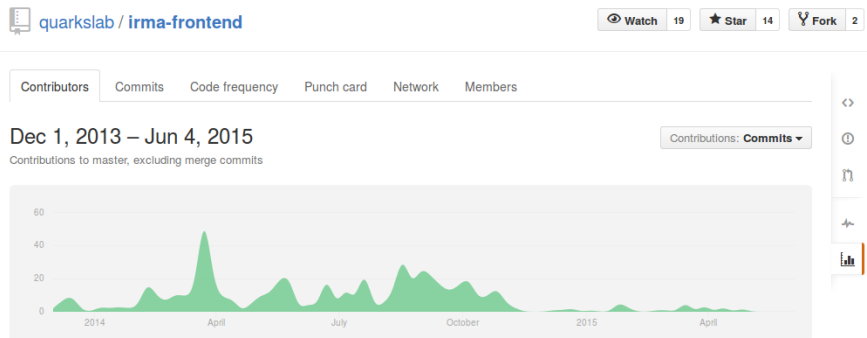 quarkslab / irma-frontend
Watch 19 Star 14 Fork 2
Contributors Commits Code frequency Punch card Network Members
Dec 1, 2013 – Jun 4, 2015
Contributions: Commits
Contributions to master, excluding merge commits
60
40
20
0
2014 April July October 2015 April